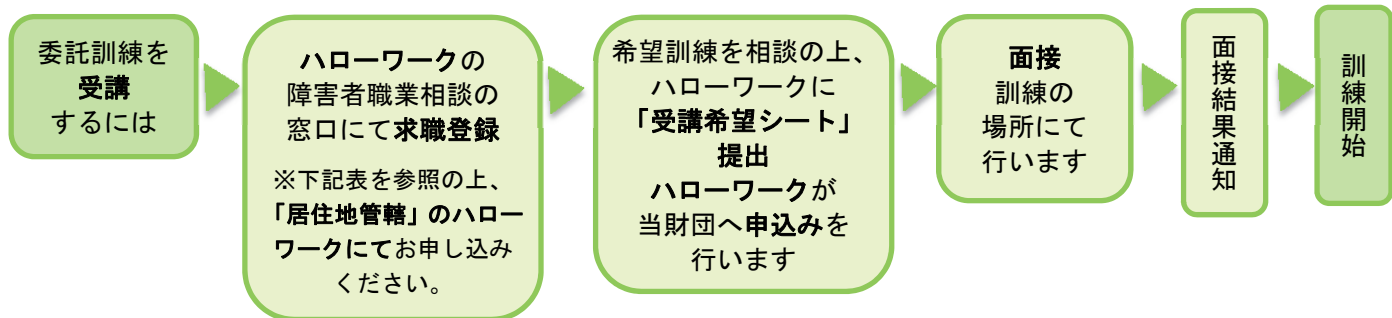 委託訓練を
受講
するには
ハローワークの
障害者職業相談の
窓口にて求職登録
※下記表を参照の上、
「居住地管轄」のハロー
ワークにてお申し込み
ください。
希望訓練を相談の上、
ハローワークに
「受講希望シート」
提出
ハローワークが
当財団へ申込みを
行います
面接
訓練の
場所にて
行います
面接結果通知
訓練開始